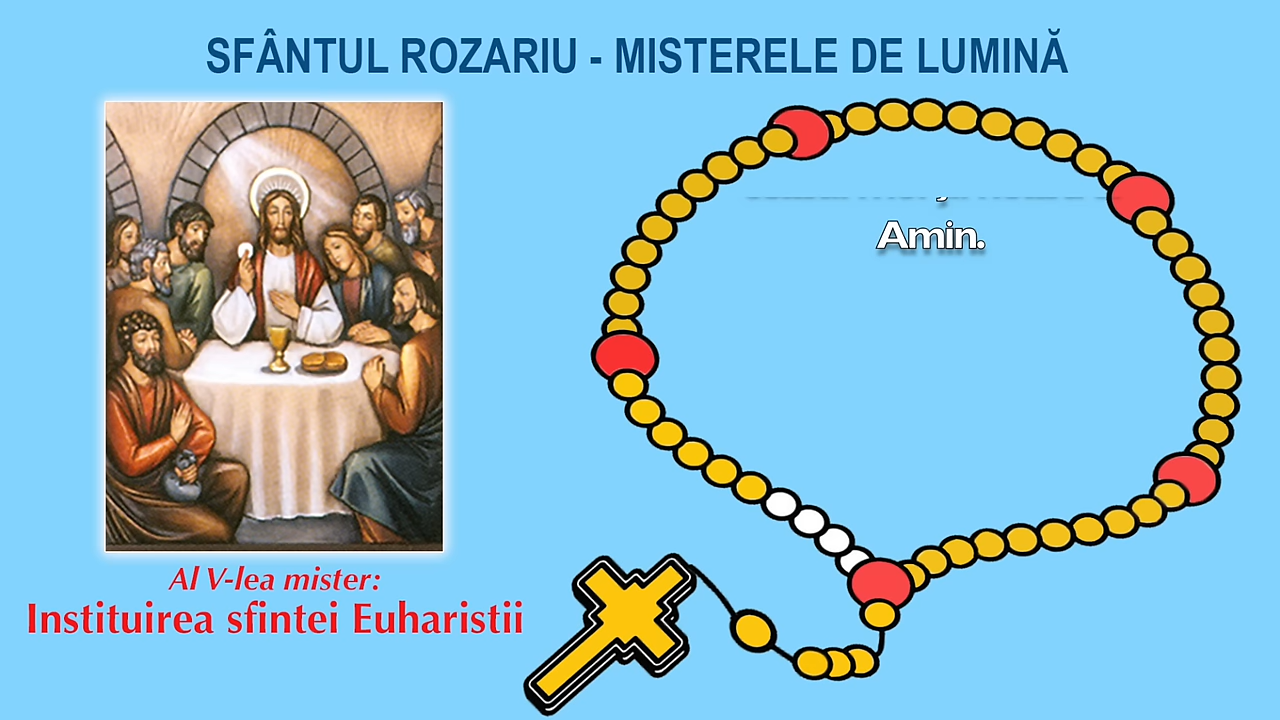 SFÂNTUL ROZARIU - MISTERELE DE LUMINĂ
Amin.
Al V-lea mister:
Instituirea sfintei Euharistii